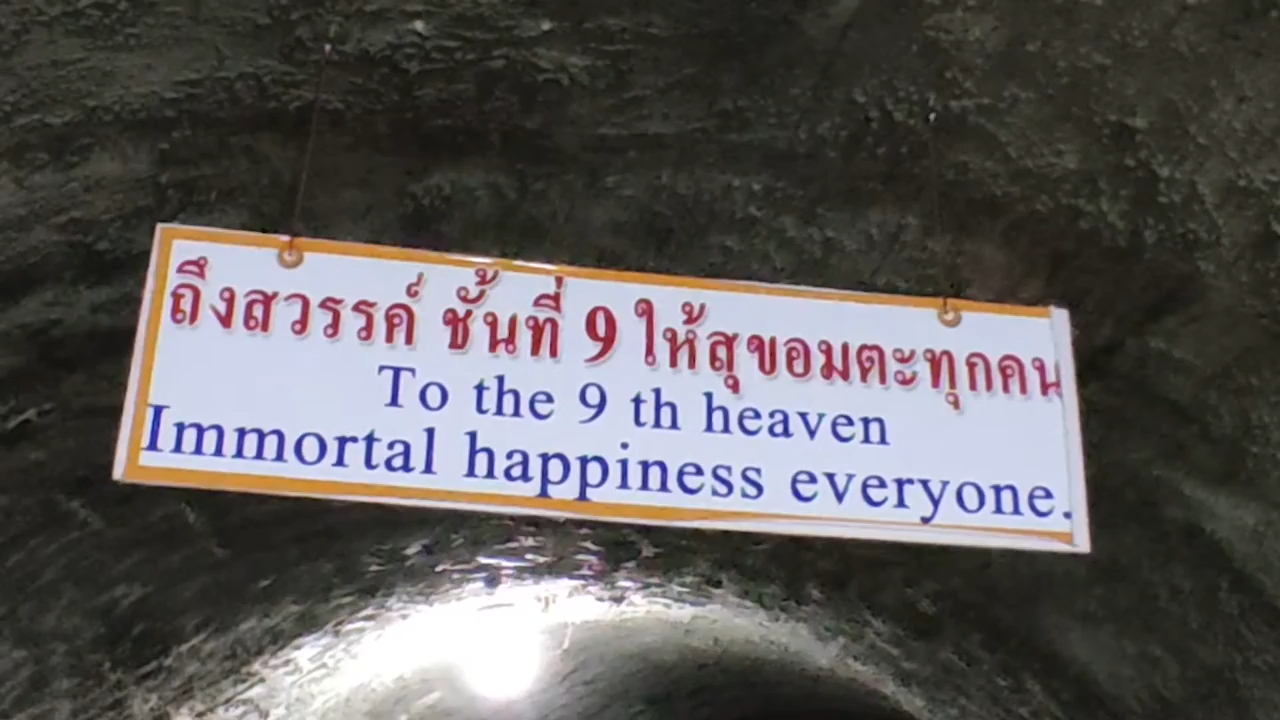 ถึงสวรรค์ ชั้นที่ 9 ให้สุขอมตะทุกคน
To the 9 th heaven
Immortal happiness everyone.